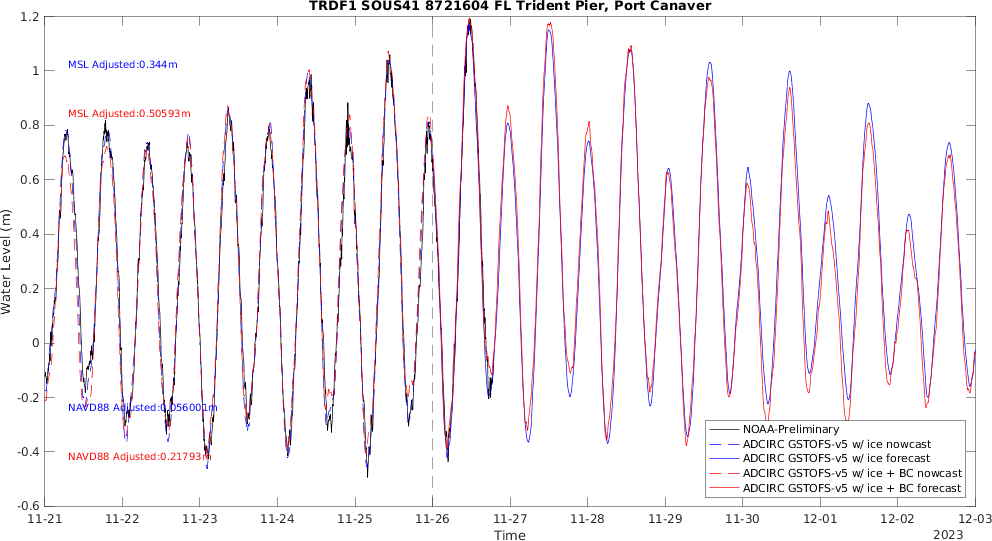 TRDF1 SOUS41 8721604 FL Trident Pier, Port Canaver
Water Level (m)
1.2
1
0.8
0.6
0.4
0.2
0
-0.2
-0.4
-0.6
MSL Adjusted:0.344m
MSL Adjusted:0.50593m
NAVD88 Adjusted:0.056001m
NAVD88 Adjusted:0.21793m
NOAA-Preliminary
ADCIRC GSTOFS-v5 w/ ice nowcast
ADCIRC GSTOFS-v5 w/ ice forecast
ADCIRC GSTOFS-v5 w/ ice + BC nowcast
ADCIRC GSTOFS-v5 w/ ice + BC forecast
11-21 11-22 11-23 11-24 11-25 11-26 11-27 11-28 11-29 11-30 12-01 12-02 12-03
Time
2023